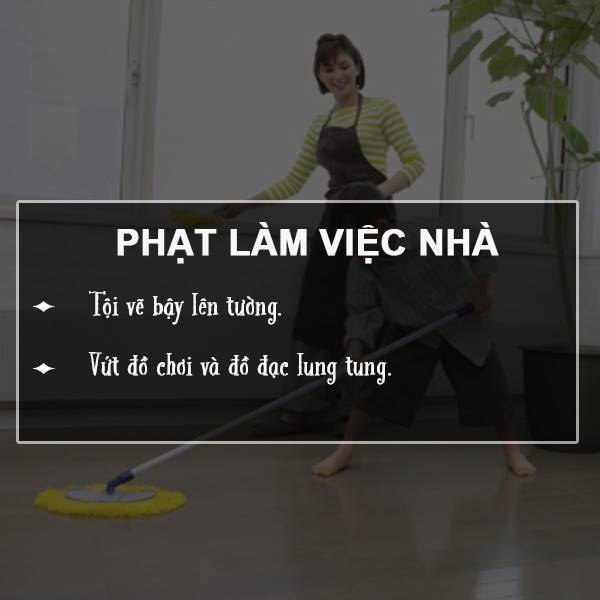 PHẠT LÀM VIỆC NHÀ
Tội vẽ bậy lên tường.
Vứt đồ chơi và đồ đạc lung tung.